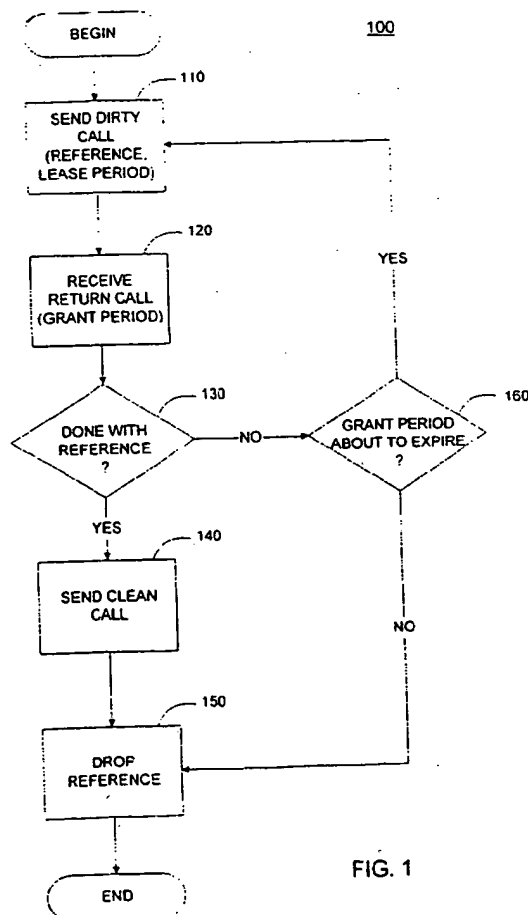 BEGIN
100
110
SEND DIRTY
CALL
(REFERENCE,
LEASE PERIOD)
120
RECEIVE
RETURN CALL
(GRANT PERIOD)
YES
130
DONE WITH
REFERENCE
?
NO
160
GRANT PERIOD
ABOUT TO EXPIRE
?
YES
140
SEND CLEAN
CALL
NO
150
DROP
REFERENCE
END
FIG. 1